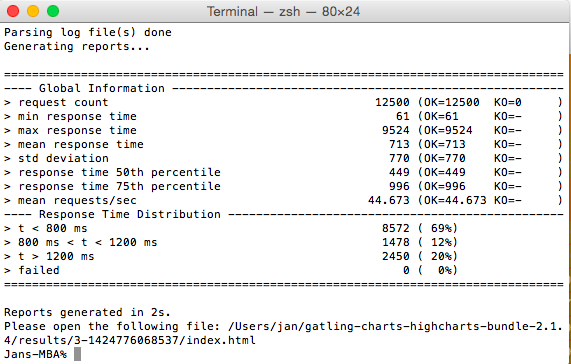 Terminal — zsh — 80×24
Parsing log file(s) done
Generating reports...
================================================================================
---- Global Information --------------------------------------------------------
> request count                                      12500 (OK=12500  KO=0     )
> min response time                                     61 (OK=61     KO=-     )
> max response time                                   9524 (OK=9524   KO=-     )
> mean response time                                   713 (OK=713    KO=-     )
> std deviation                                        770 (OK=770    KO=-     )
> response time 50th percentile                        449 (OK=449    KO=-     )
> response time 75th percentile                        996 (OK=996    KO=-     )
> mean requests/sec                                 44.673 (OK=44.673 KO=-     )
---- Response Time Distribution ------------------------------------------------
> t < 800 ms                                          8572 ( 69%)
> 800 ms < t < 1200 ms                                1478 ( 12%)
> t > 1200 ms                                         2450 ( 20%)
> failed                                                 0 (  0%)
================================================================================
Reports generated in 2s.
Please open the following file: /Users/jan/gatling-charts-highcharts-bundle-2.1.
4/results/3-1424776068537/index.html
Jans-MBA%